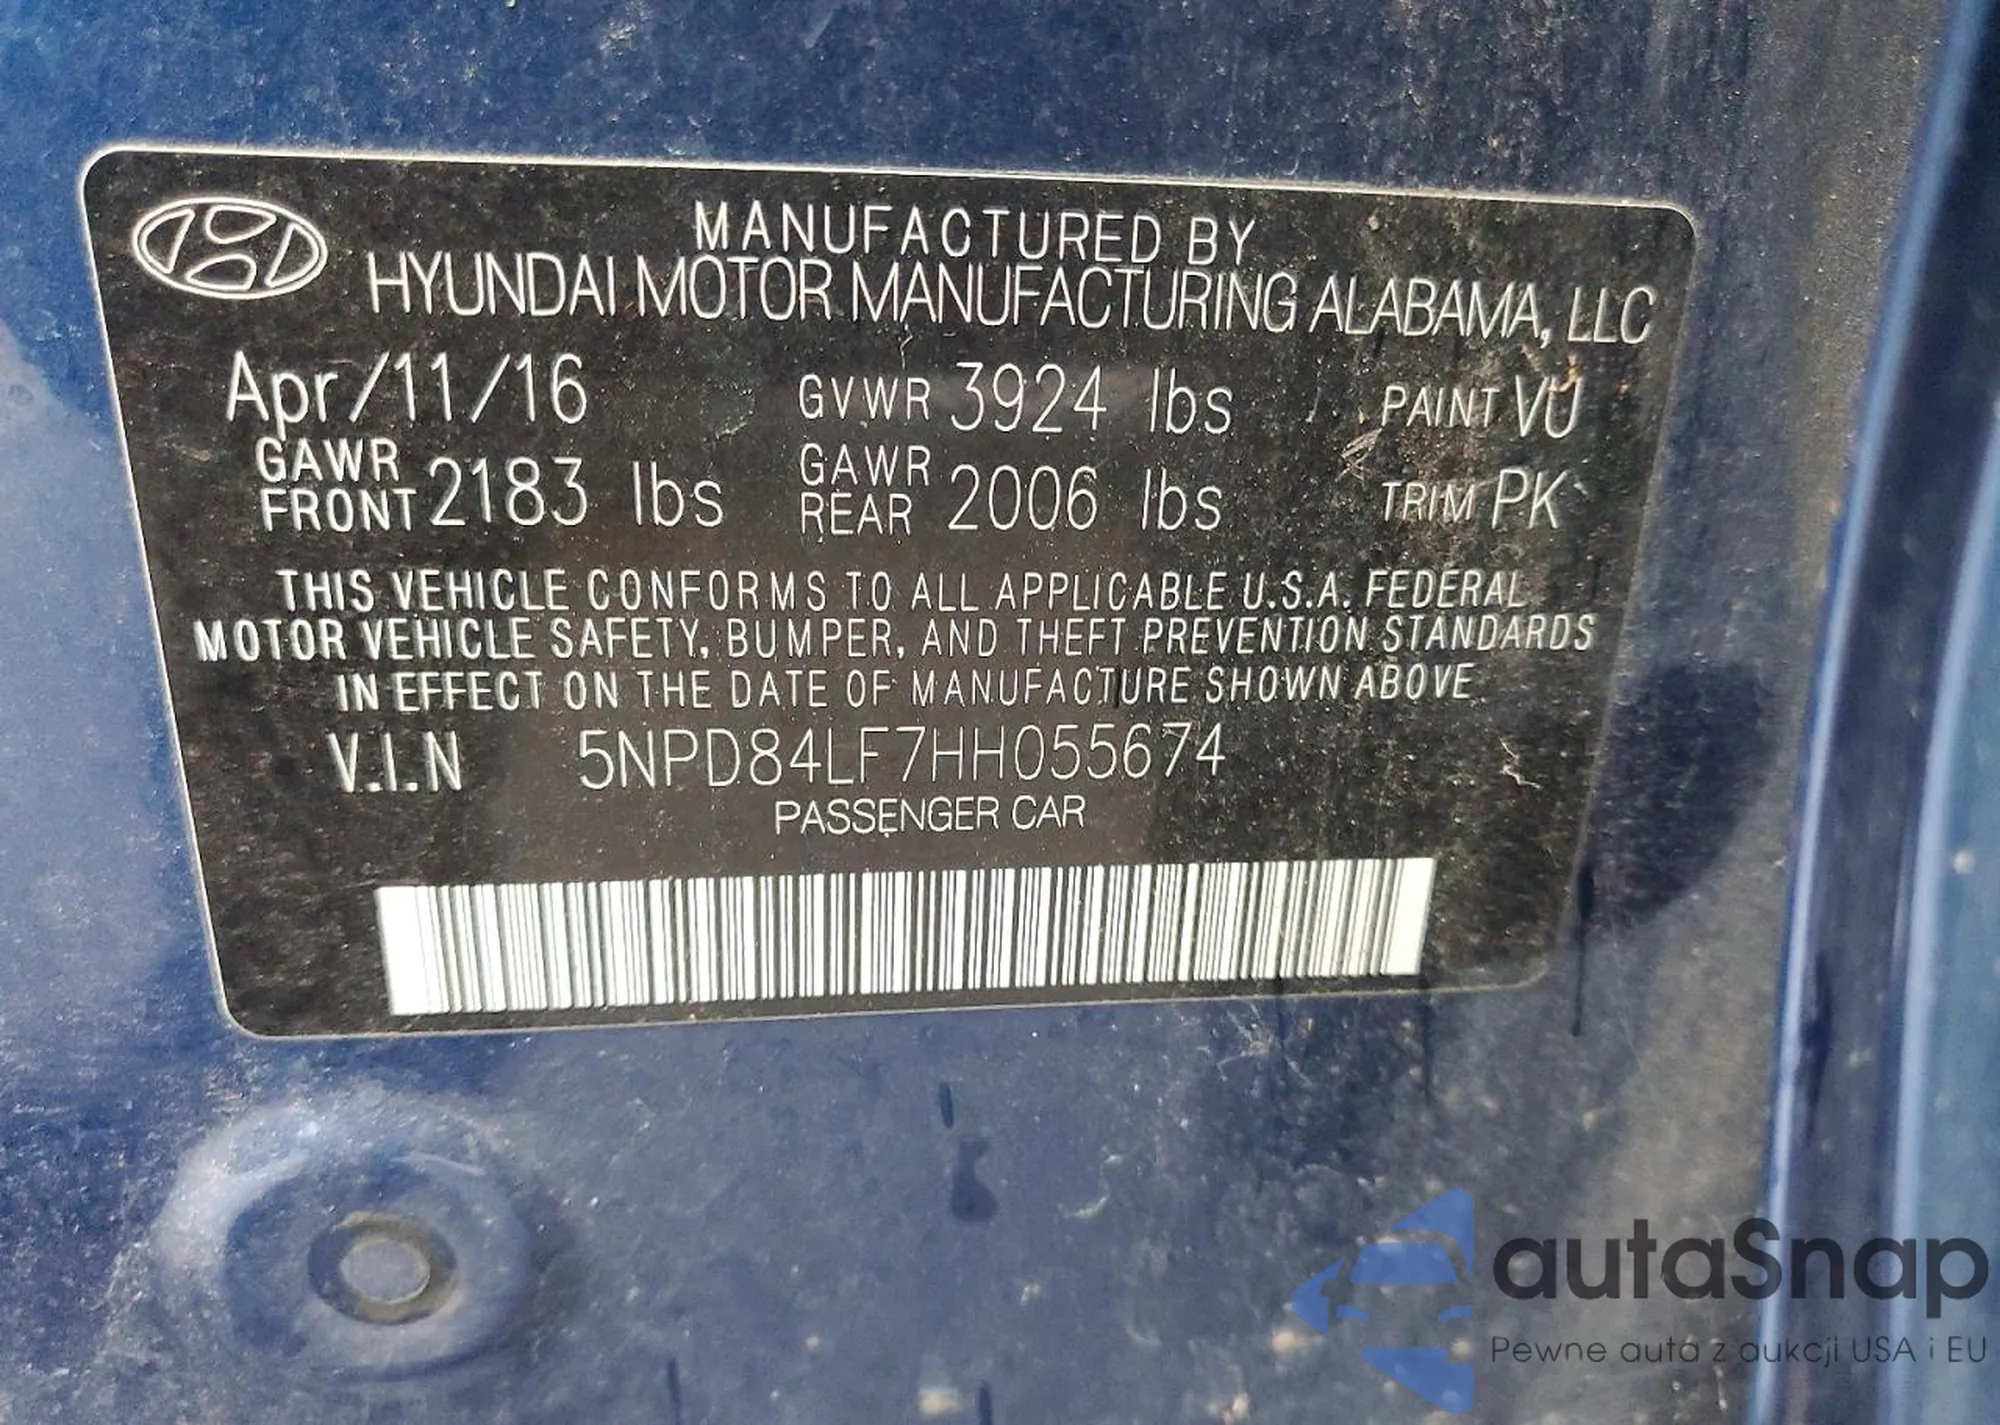 MANUFACTURED BY
HYUNDAI MOTOR MANUFACTURING ALABAMA, LLC
Apr/11/16 GVWR 3924 lbs PAINT VU
GAWR FRONT 2183 lbs GAWR REAR 2006 lbs TRIM PK
THIS VEHICLE CONFORMS TO ALL APPLICABLE U.S.A. FEDERAL
MOTOR VEHICLE SAFETY, BUMPER, AND THEFT PREVENTION STANDARDS
IN EFFECT ON THE DATE OF MANUFACTURE SHOWN ABOVE
V.I.N 5NPD84LF7HH055674
PASSENGER CAR
autaSnap
Pewne auta z aukcji USA i EU